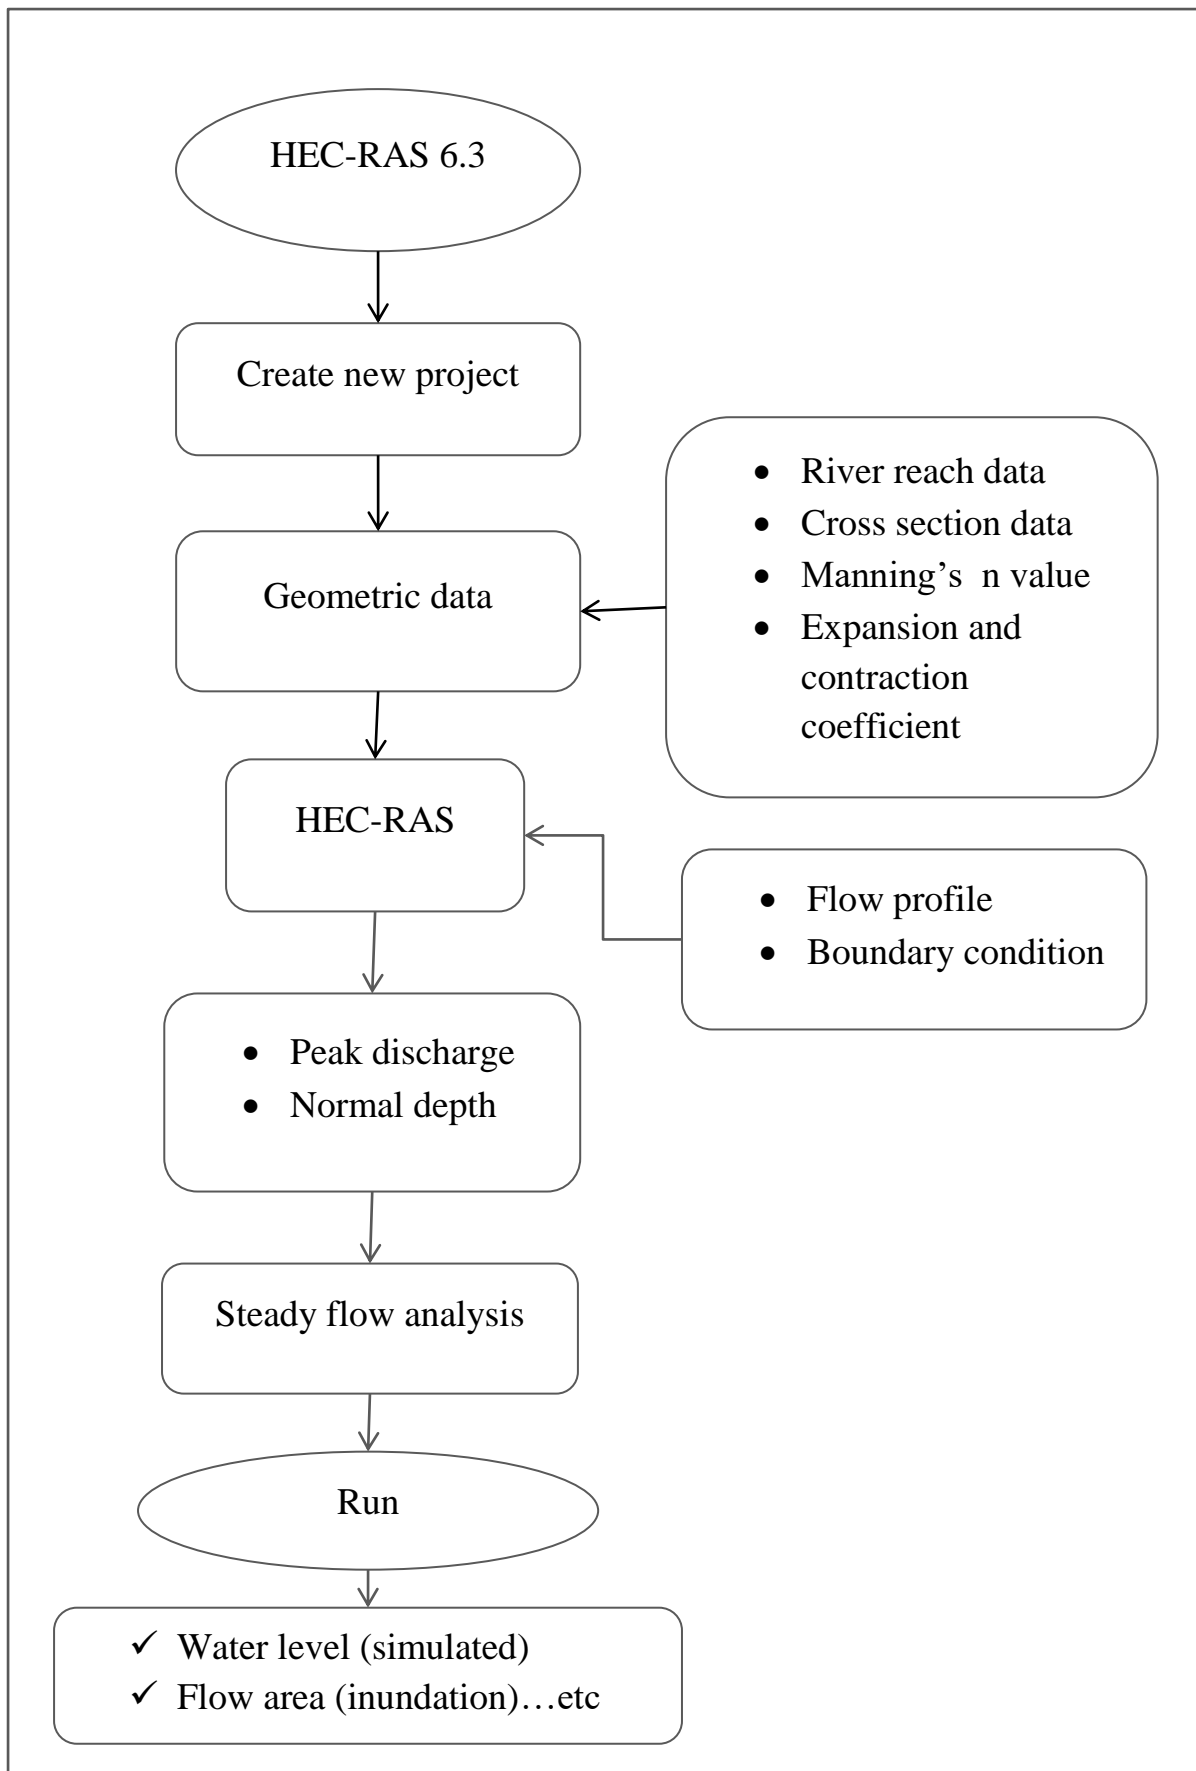 HEC-RAS 6.3
Create new project
Geometric data
• River reach data
• Cross section data
• Manning’s  n value
• Expansion and
contraction
coefficient
HEC-RAS
• Flow profile
• Boundary condition
• Peak discharge
• Normal depth
Steady flow analysis
Run
✓ Water level (simulated)
✓ Flow area (inundation)…etc